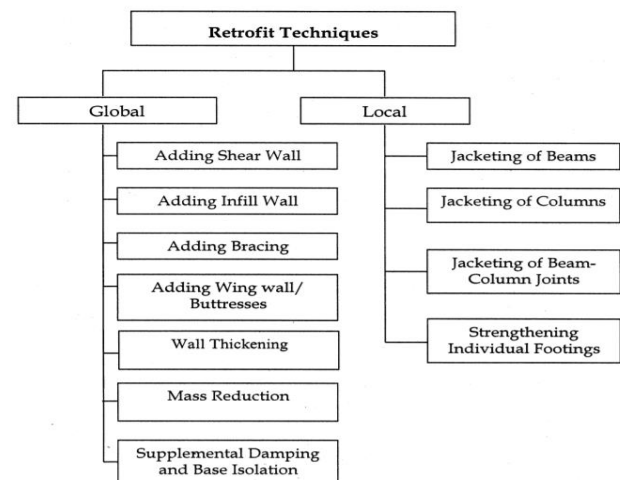 Retrofit Techniques
Global
Local
Adding Shear Wall
Adding Infill Wall
Adding Bracing
Adding Wing wall/
Buttresses
Wall Thickening
Mass Reduction
Supplemental Damping
and Base Isolation
Jacketing of Beams
Jacketing of Columns
Jacketing of Beam-
Column Joints
Strengthening
Individual Footings